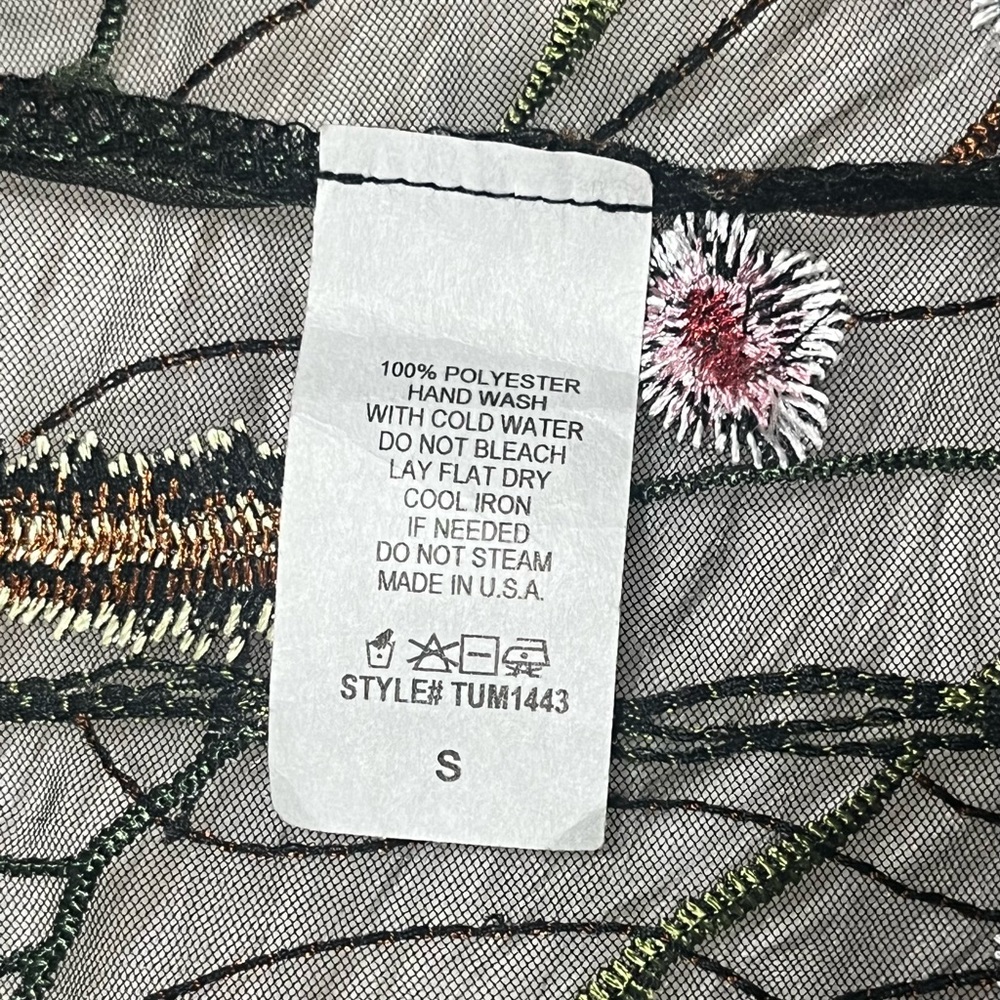 100% POLYESTER
HAND WASH
WITH COLD WATER
DO NOT BLEACH
LAY FLAT DRY
COOL IRON
IF NEEDED
DO NOT STEAM
MADE IN U.S.A.
STYLE# TUM1443
S